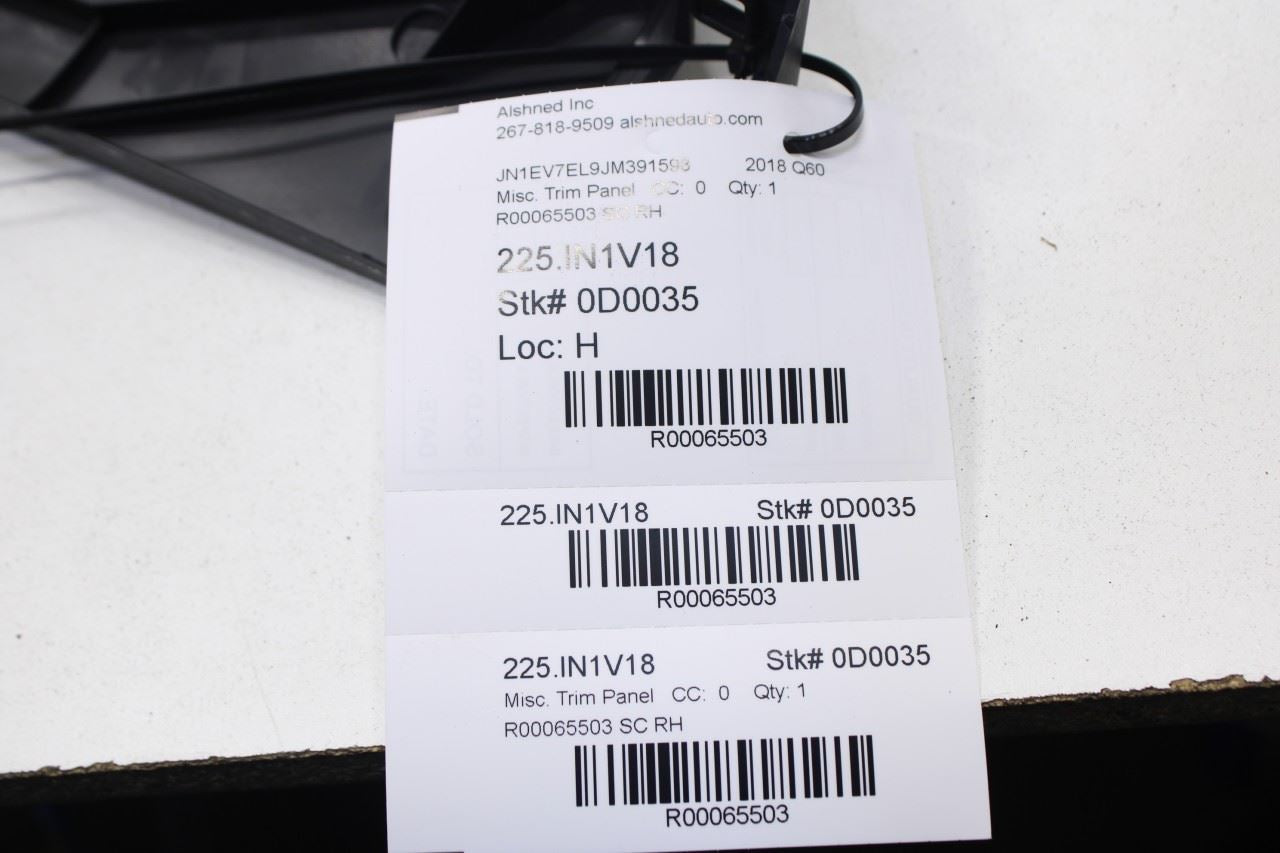 Alshned Inc
267-818-9509 alshnedauto.com
JN1EV7EL9JM391593 2018 Q60
Misc. Trim Panel CC: 0 Qty: 1
R00065503 SC RH
225.IN1V18
Stk# 0D0035
Loc: H
R00065503
225.IN1V18 Stk# 0D0035
R00065503
225.IN1V18 Stk# 0D0035
Misc. Trim Panel CC: 0 Qty: 1
R00065503 SC RH
R00065503